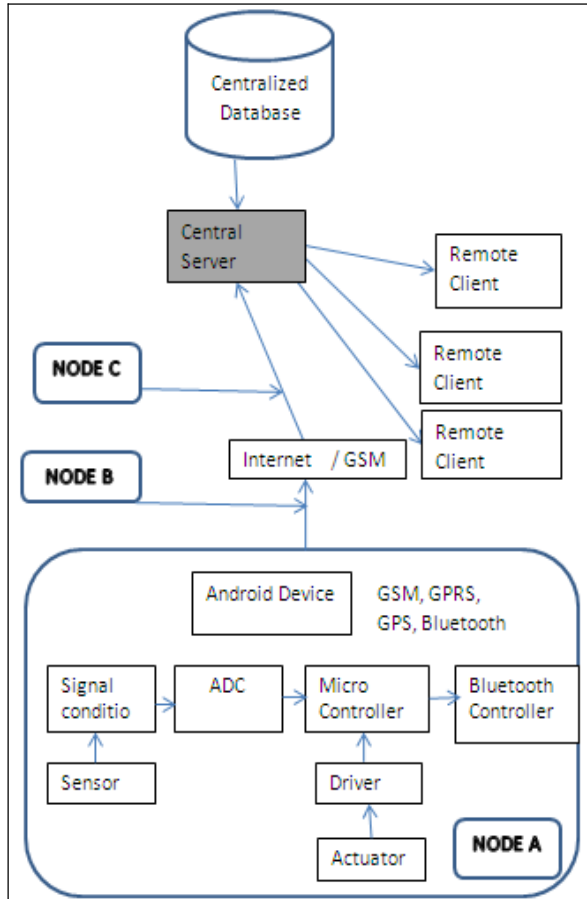 Centralized
Database
Central
Server
Remote
Client
Remote
Client
Remote
Client
NODE C
Internet / GSM
NODE B
Android Device
GSM, GPRS,
GPS, Bluetooth
Signal
conditio
ADC
Micro
Controller
Bluetooth
Controller
Sensor
Driver
Actuator
NODE A